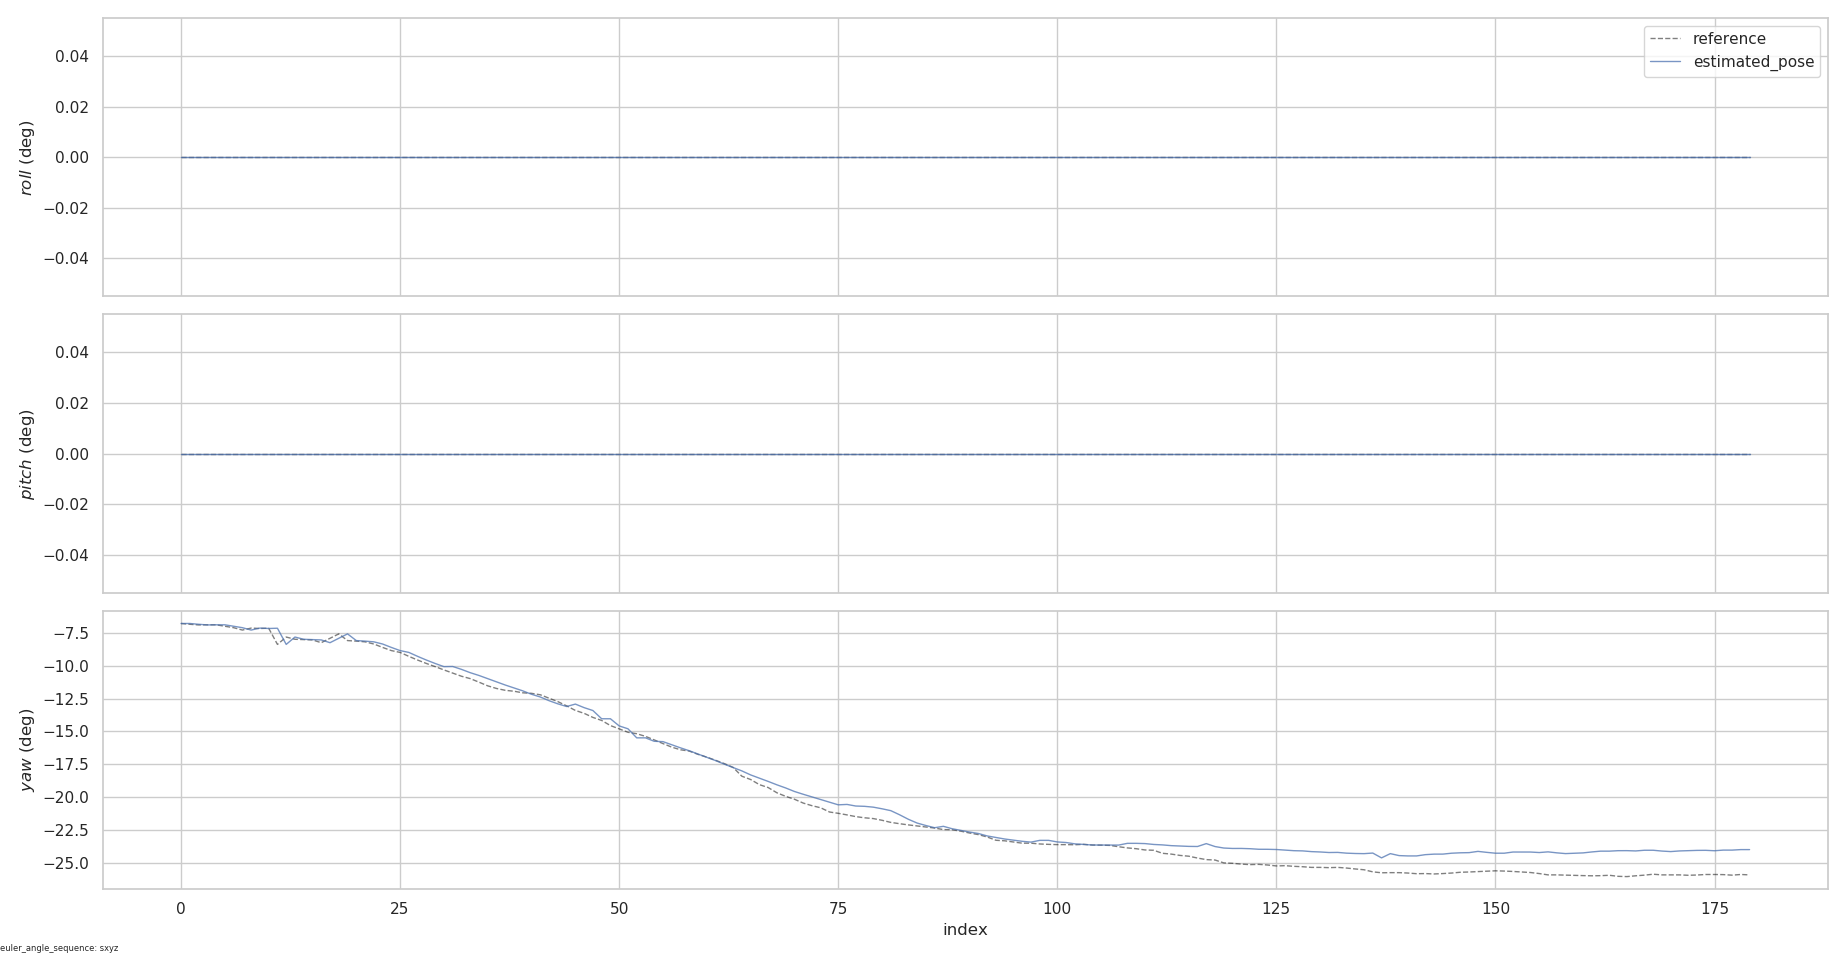 reference
estimated_pose
0.04
0.02
0.00
−0.02
−0.04
roll (deg)
0.04
0.02
0.00
−0.02
−0.04
pitch (deg)
−7.5
−10.0
−12.5
−15.0
−17.5
−20.0
−22.5
−25.0
yaw (deg)
0 25 50 75 100 125 150 175
index
euler_angle_sequence: sxyz